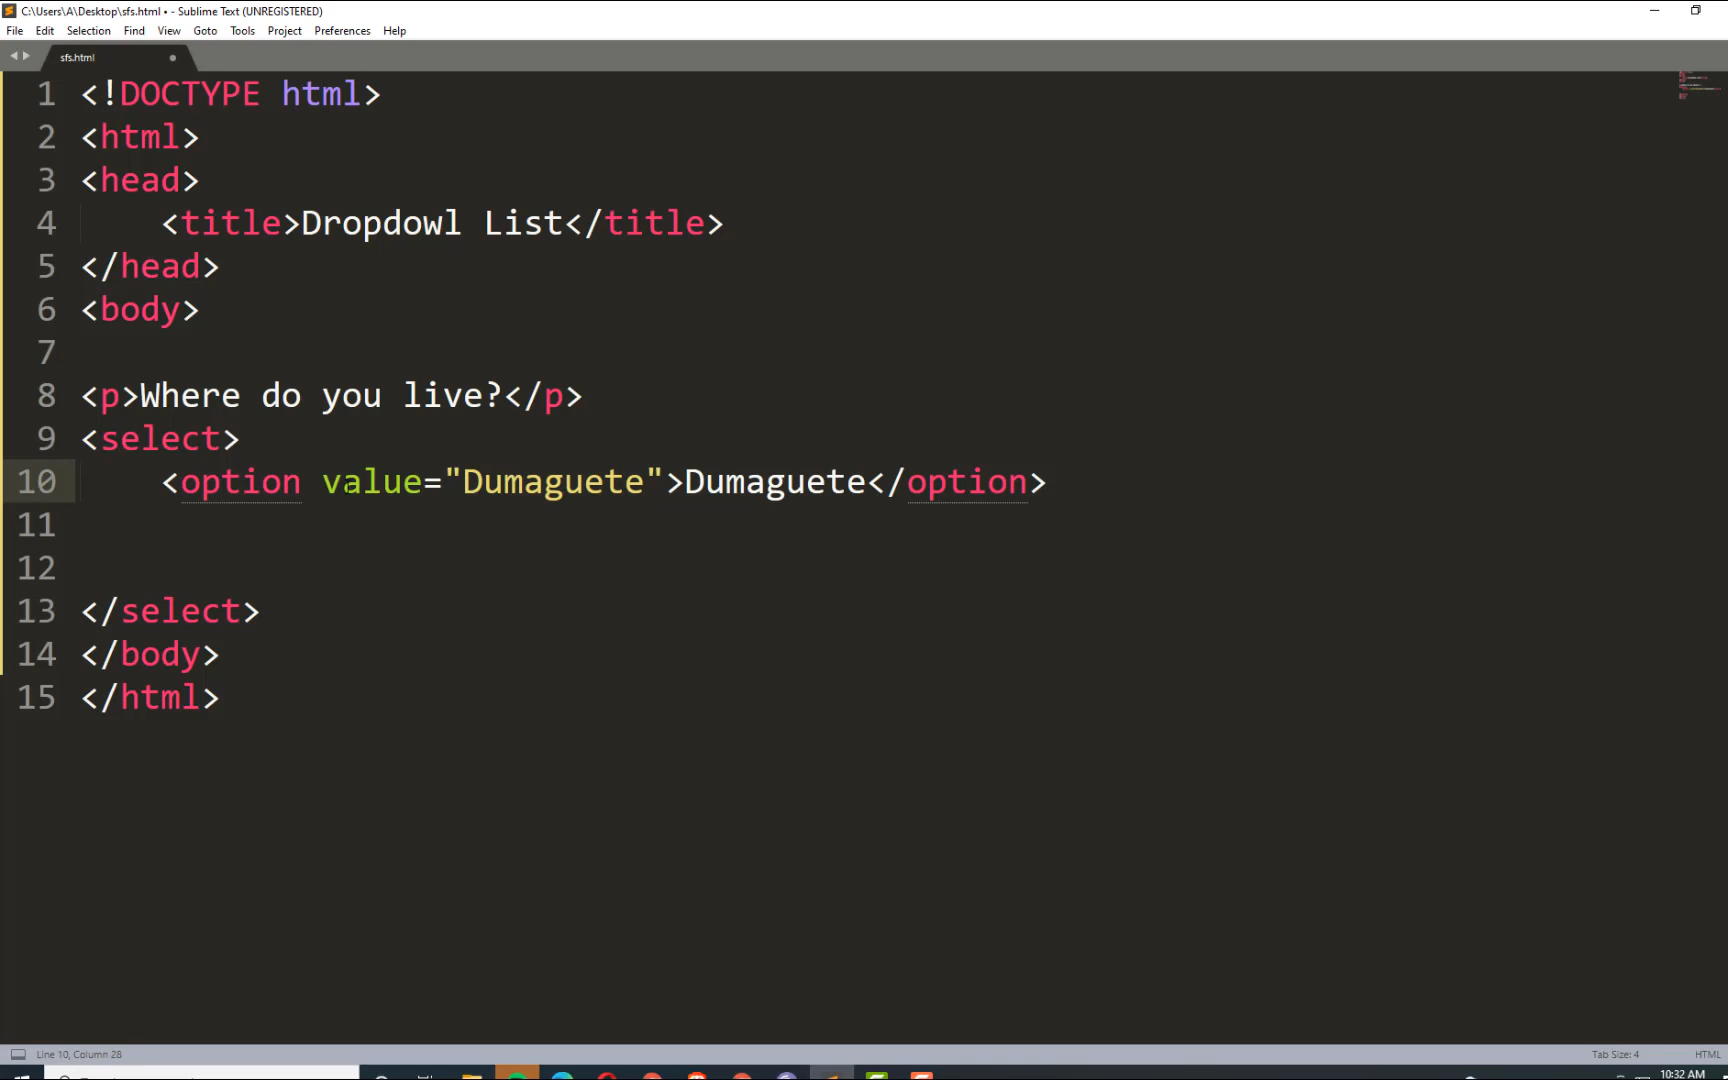 C:\Users\A\Desktop\sfs.html • - Sublime Text (UNREGISTERED)
File Edit Selection Find View Goto Tools Project Preferences Help
sfs.html
1 <!DOCTYPE html>
2 <html>
3 <head>
4     <title>Dropdowl List</title>
5 </head>
6 <body>
7
8 <p>Where do you live?</p>
9 <select>
10     <option value="Dumaguete">Dumaguete</option>
11
12
13 </select>
14 </body>
15 </html>
Line 10, Column 28 Tab Size: 4 HTML
10:32 AM